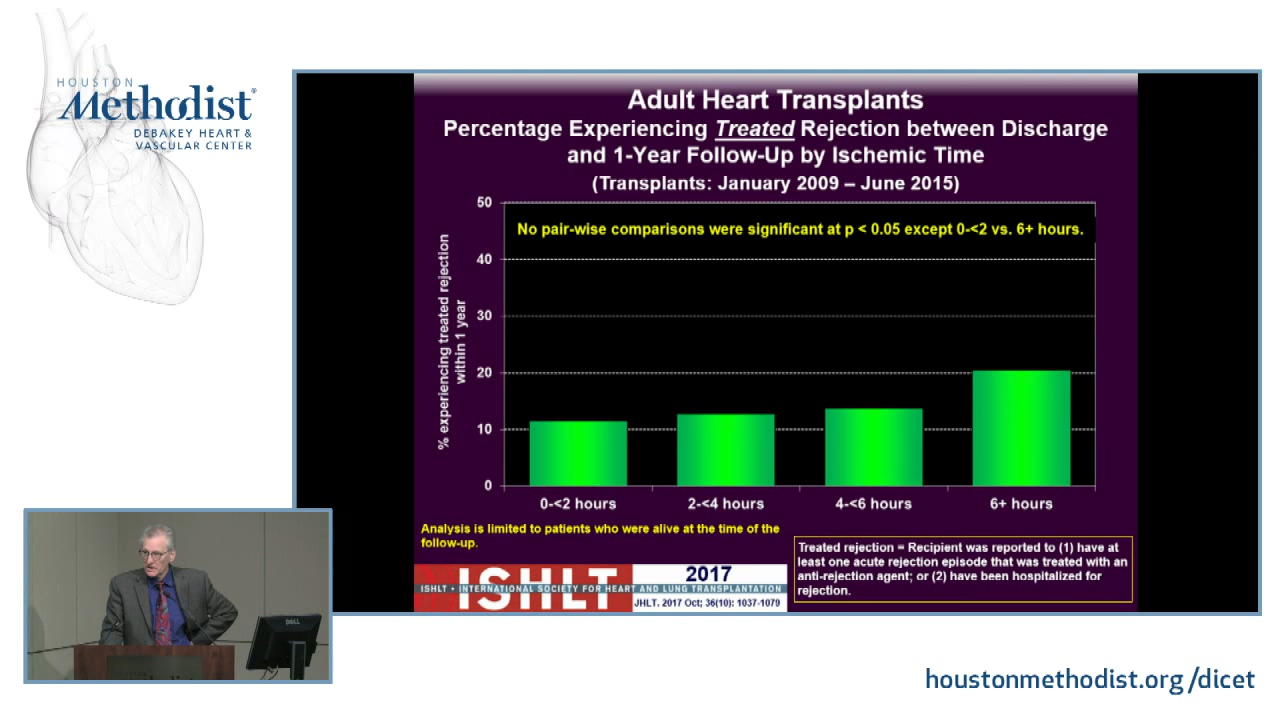 HOUSTON
Methodist®
DEBAKEY HEART &
VASCULAR CENTER
Adult Heart Transplants
Percentage Experiencing Treated Rejection between Discharge
and 1-Year Follow-Up by Ischemic Time
(Transplants: January 2009 – June 2015)
% experiencing treated rejection
within 1 year
50
40
30
20
10
0
No pair-wise comparisons were significant at p < 0.05 except 0-<2 vs. 6+ hours.
0-<2 hours
2-<4 hours
4-<6 hours
6+ hours
Analysis is limited to patients who were alive at the time of the
follow-up.
ISHLT
ISHLT • INTERNATIONAL SOCIETY FOR HEART AND LUNG TRANSPLANTATION
2017
JHLT. 2017 Oct; 36(10): 1037-1079
Treated rejection = Recipient was reported to (1) have at
least one acute rejection episode that was treated with an
anti-rejection agent; or (2) have been hospitalized for
rejection.
DELL
houstonmethodist.org/dicet